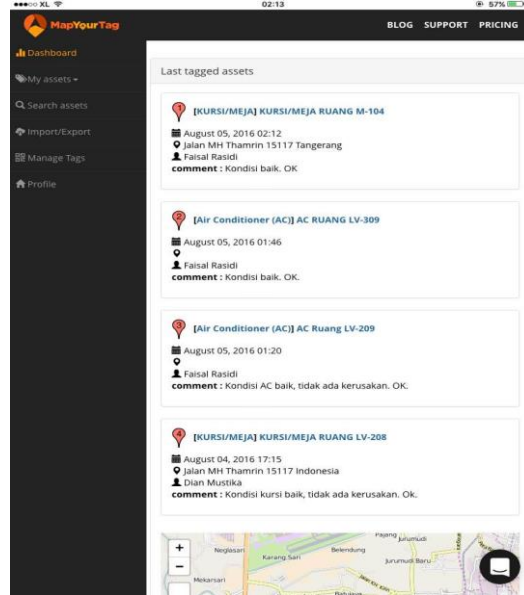 XL 02:13 57%
MapYourTag BLOG SUPPORT PRICING
Dashboard
My assets
Search assets
Import/Export
Manage Tags
Profile
Last tagged assets
1 [KURSI/MEJA] KURSI/MEJA RUANG M-104
August 05, 2016 02:12
Jalan MH Thamrin 15117 Tangerang
Faisal Rasidi
comment : Kondisi baik. OK
2 [Air Conditioner (AC)] AC RUANG LV-309
August 05, 2016 01:46
Faisal Rasidi
comment : Kondisi baik. OK.
3 [Air Conditioner (AC)] AC Ruang LV-209
August 05, 2016 01:20
Faisal Rasidi
comment : Kondisi AC baik, tidak ada kerusakan. OK.
4 [KURSI/MEJA] KURSI/MEJA RUANG LV-208
August 04, 2016 17:15
Jalan MH Thamrin 15117 Indonesia
Dian Mustika
comment : Kondisi kursi baik, tidak ada kerusakan. Ok.
+
−
Pajang
Jurumudi
Neglasari
Karang Sari
Belendung
Jurumudi Baru
Mekarsari